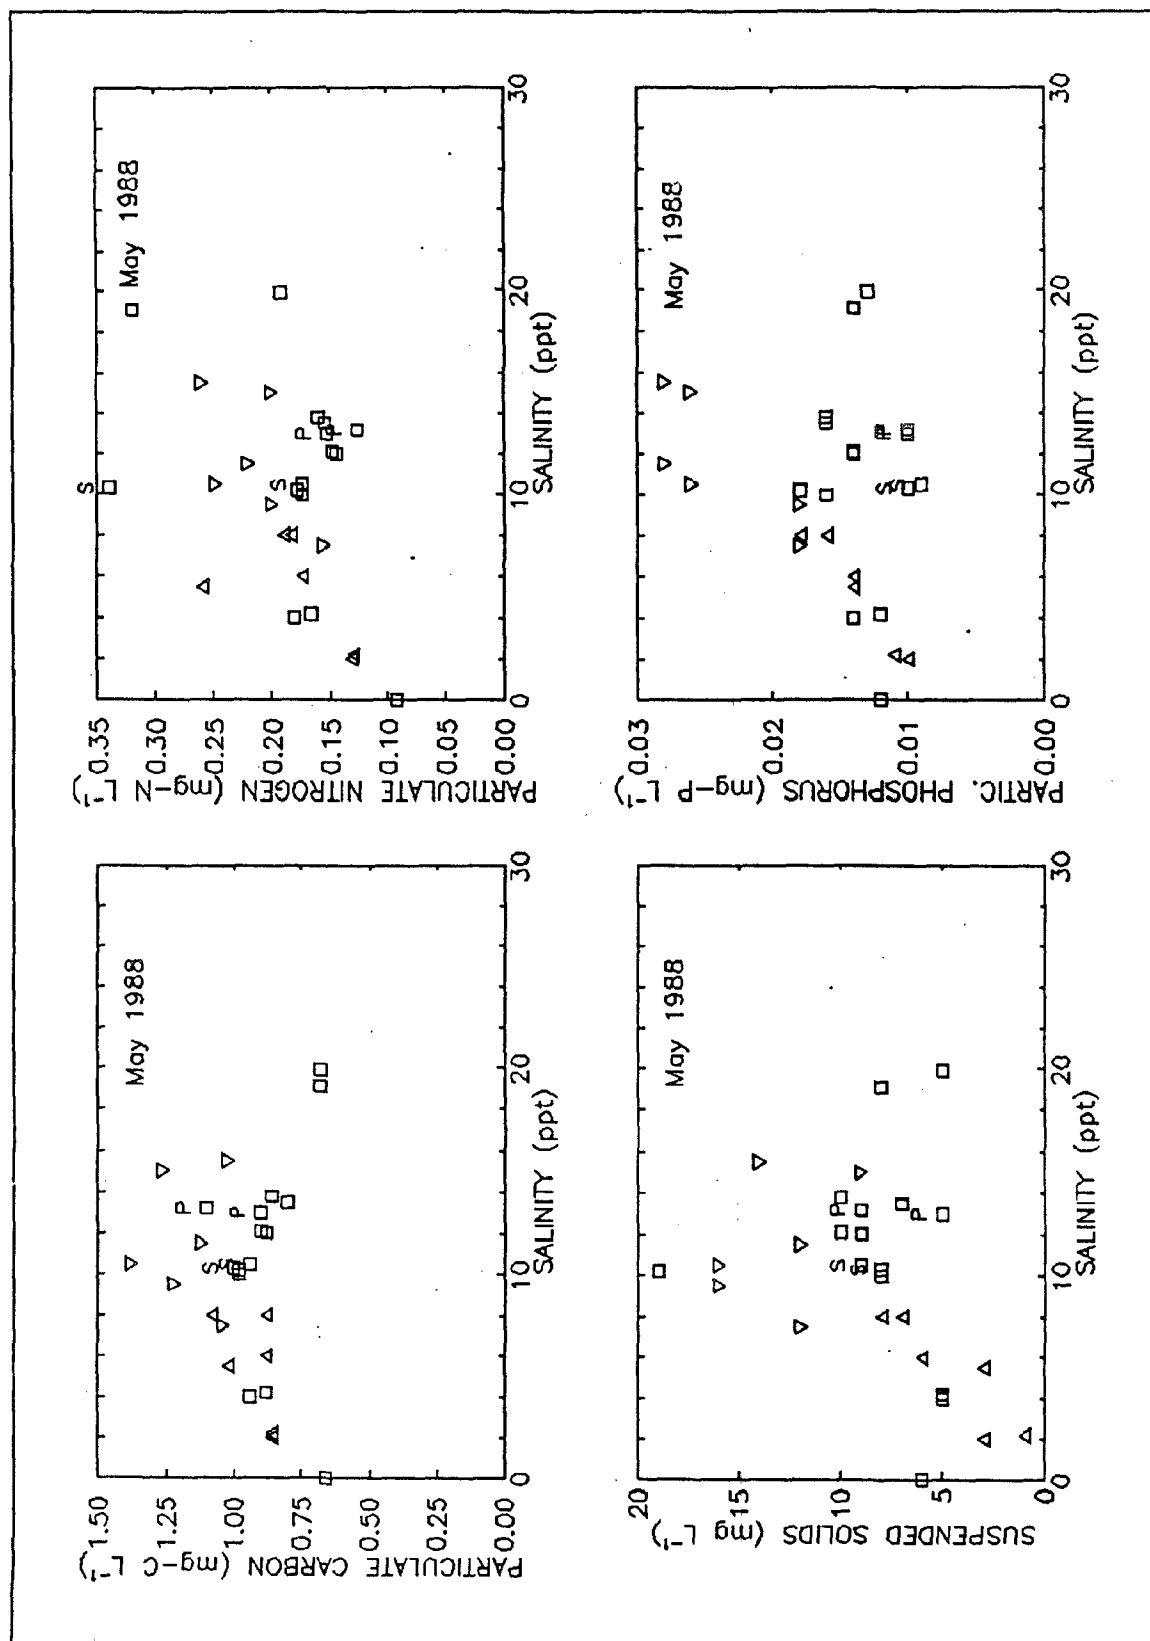 PARTICULATE CARBON (mg-C L⁻¹)
1.50
1.25
1.00
0.75
0.50
0.25
0.00
May 1988
S
S
P
P
0
10
20
30
SALINITY (ppt)
PARTICULATE NITROGEN (mg-N L⁻¹)
0.35
0.30
0.25
0.20
0.15
0.10
0.05
0.00
May 1988
S
S
P
P
0
10
20
30
SALINITY (ppt)
SUSPENDED SOLIDS (mg L⁻¹)
20
15
10
5
0
May 1988
S
S
P
P
0
10
20
30
SALINITY (ppt)
PARTIC. PHOSPHORUS (mg-P L⁻¹)
0.03
0.02
0.01
0.00
May 1988
S
S
P
0
10
20
30
SALINITY (ppt)